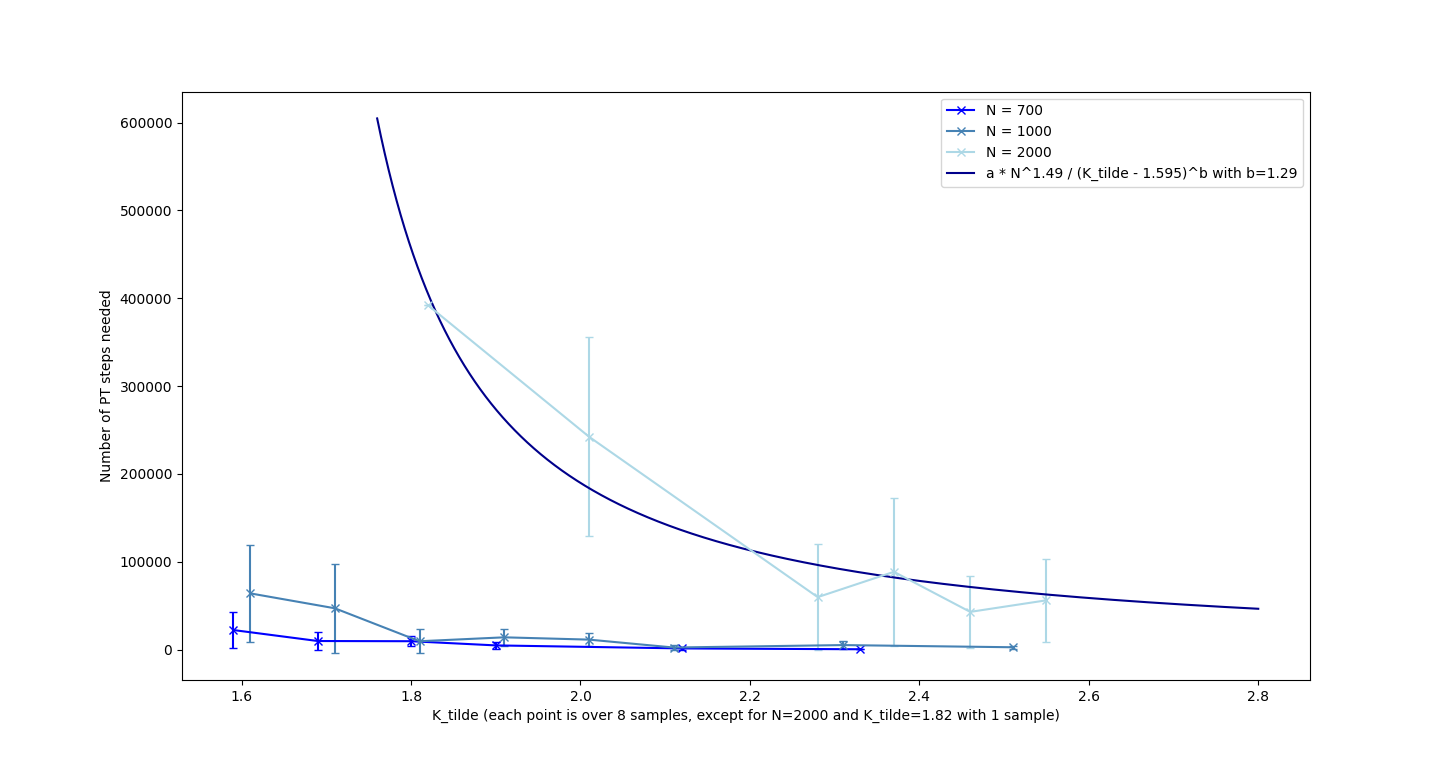 N = 700
N = 1000
N = 2000
a * N^1.49 / (K_tilde - 1.595)^b with b=1.29
600000
500000
400000
300000
200000
100000
0
Number of PT steps needed
1.6 1.8 2.0 2.2 2.4 2.6 2.8
K_tilde (each point is over 8 samples, except for N=2000 and K_tilde=1.82 with 1 sample)